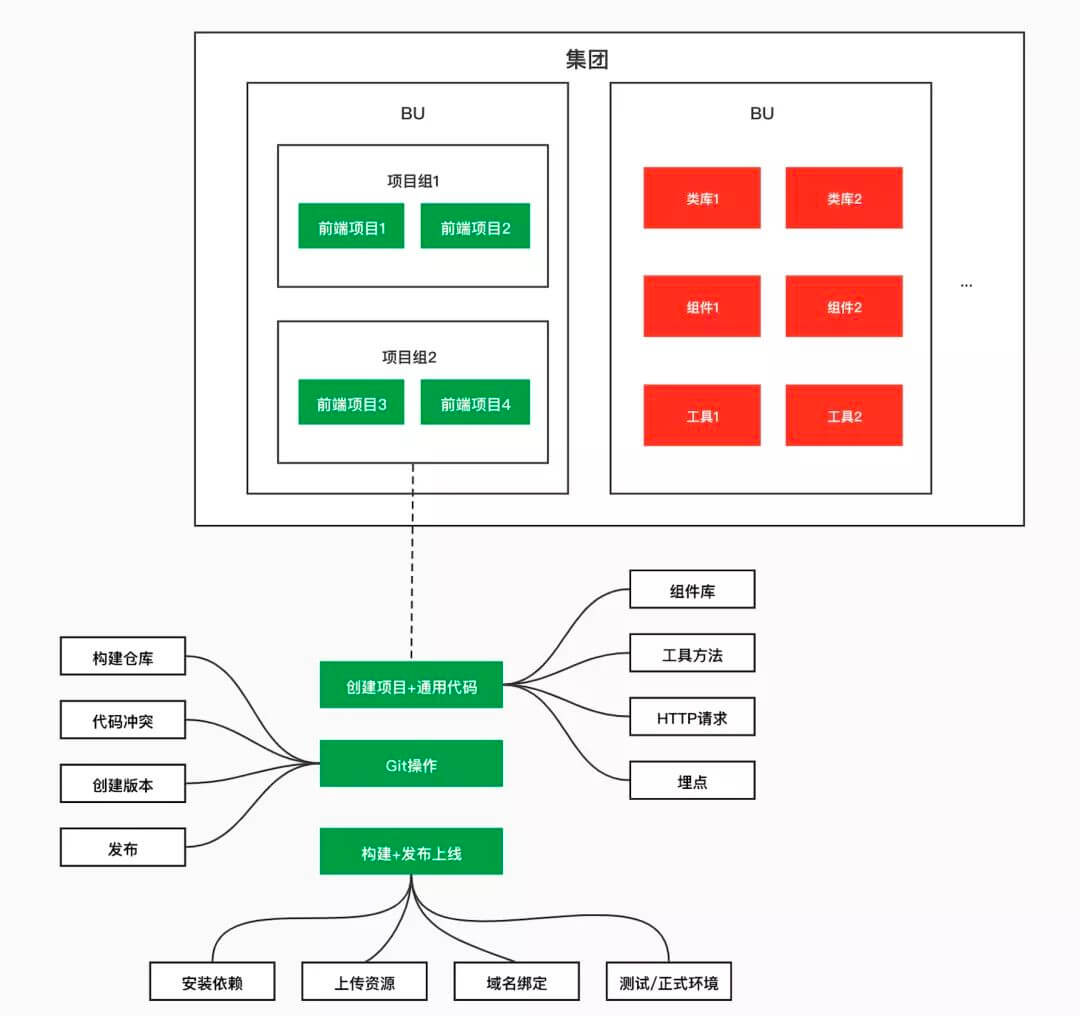 集团
BU
项目组1
前端项目1
前端项目2
项目组2
前端项目3
前端项目4
BU
类库1
类库2
组件1
组件2
工具1
工具2
...
创建项目+通用代码
组件库
工具方法
HTTP请求
埋点
Git操作
构建仓库
代码冲突
创建版本
发布
构建+发布上线
安装依赖
上传资源
域名绑定
测试/正式环境